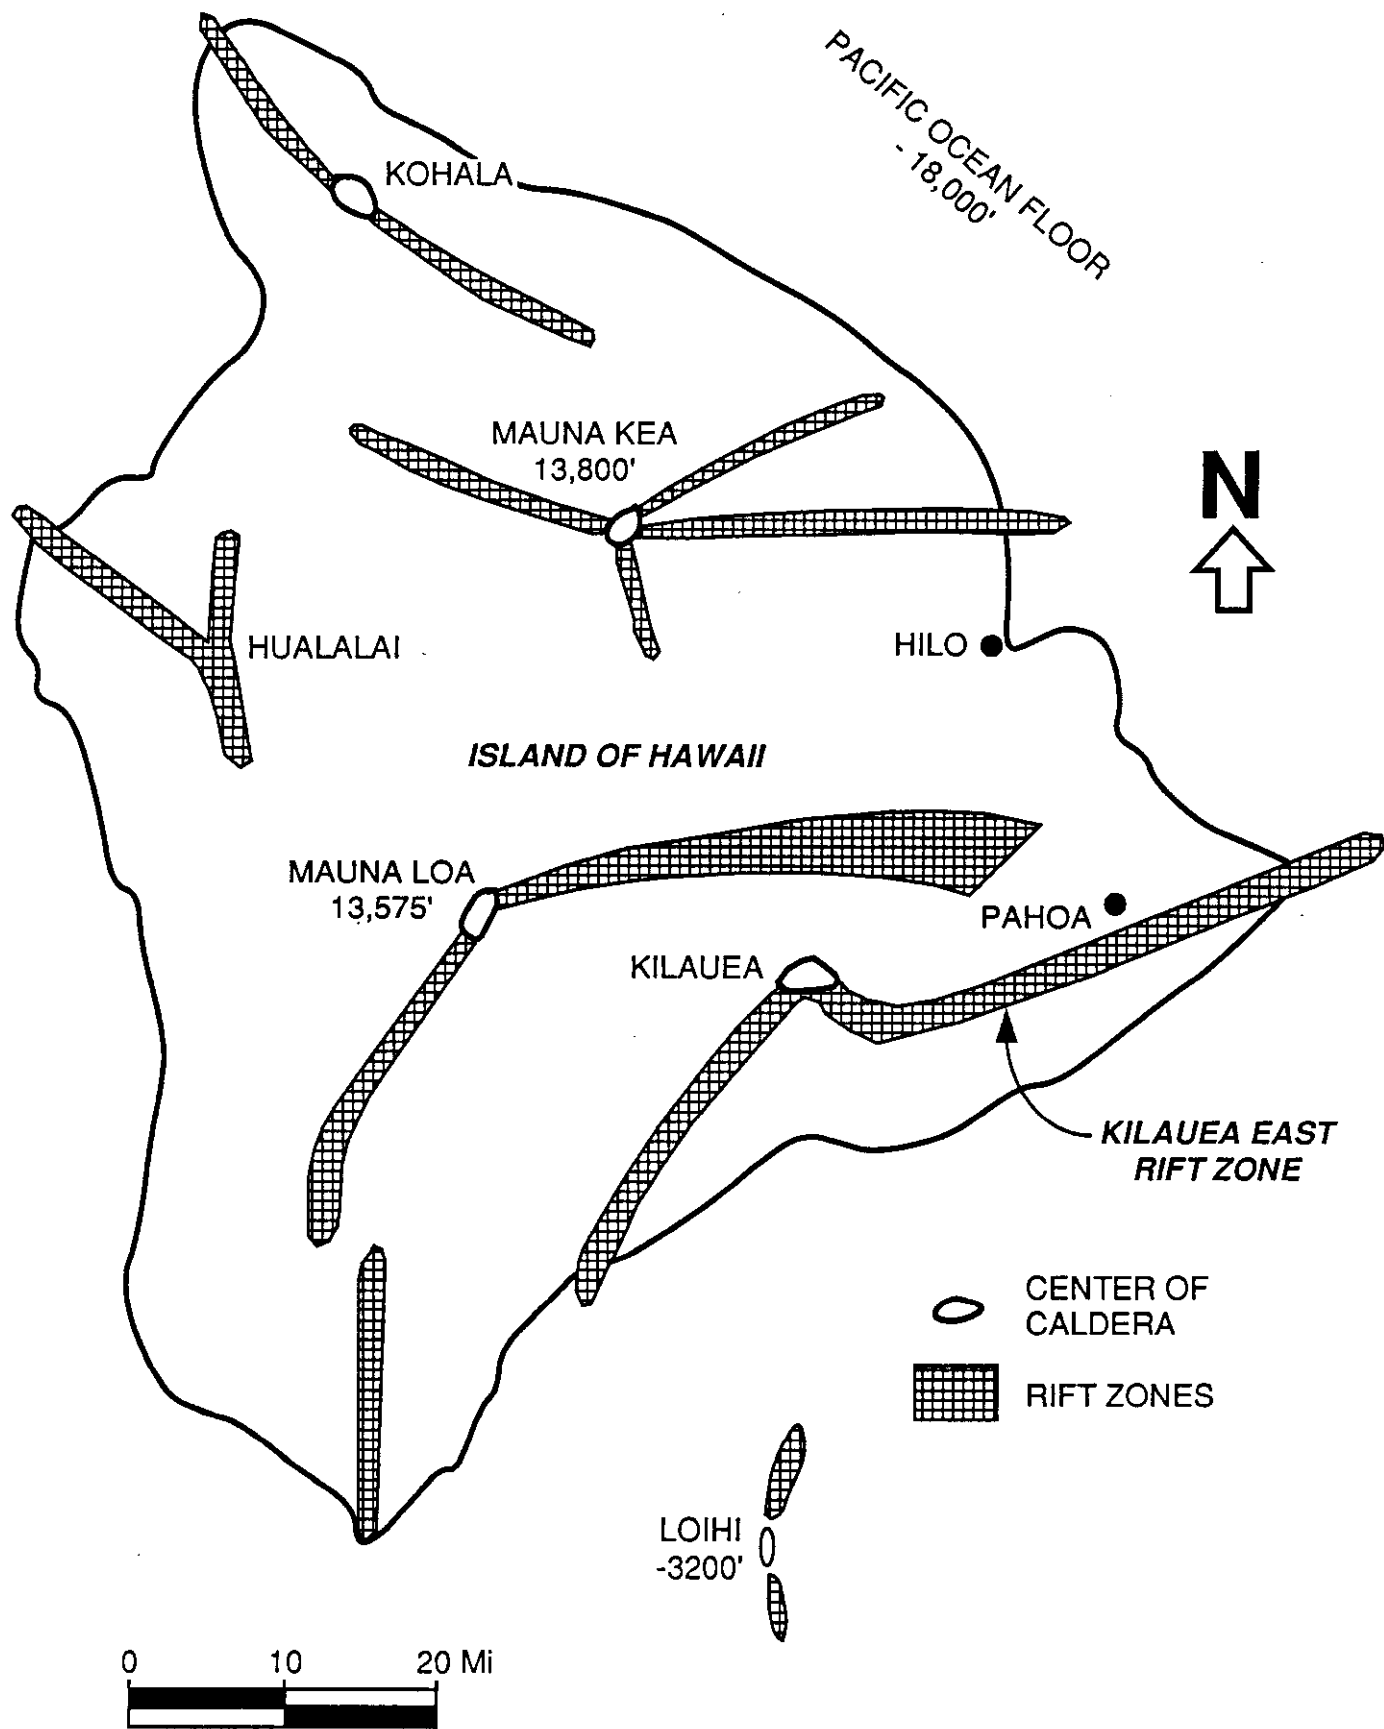 PACIFIC OCEAN FLOOR
- 18,000'
KOHALA
MAUNA KEA
13,800'
N
HUALALAI
HILO
ISLAND OF HAWAII
MAUNA LOA
13,575'
PAHOA
KILAUEA
KILAUEA EAST
RIFT ZONE
CENTER OF
CALDERA
RIFT ZONES
LOIHI
-3200'
0 10 20 Mi